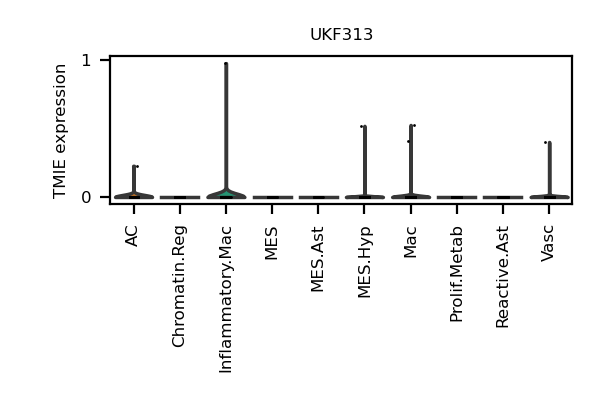 UKF313
TMIE expression
1
0
AC
Chromatin.Reg
Inflammatory.Mac
MES
MES.Ast
MES.Hyp
Mac
Prolif.Metab
Reactive.Ast
Vasc